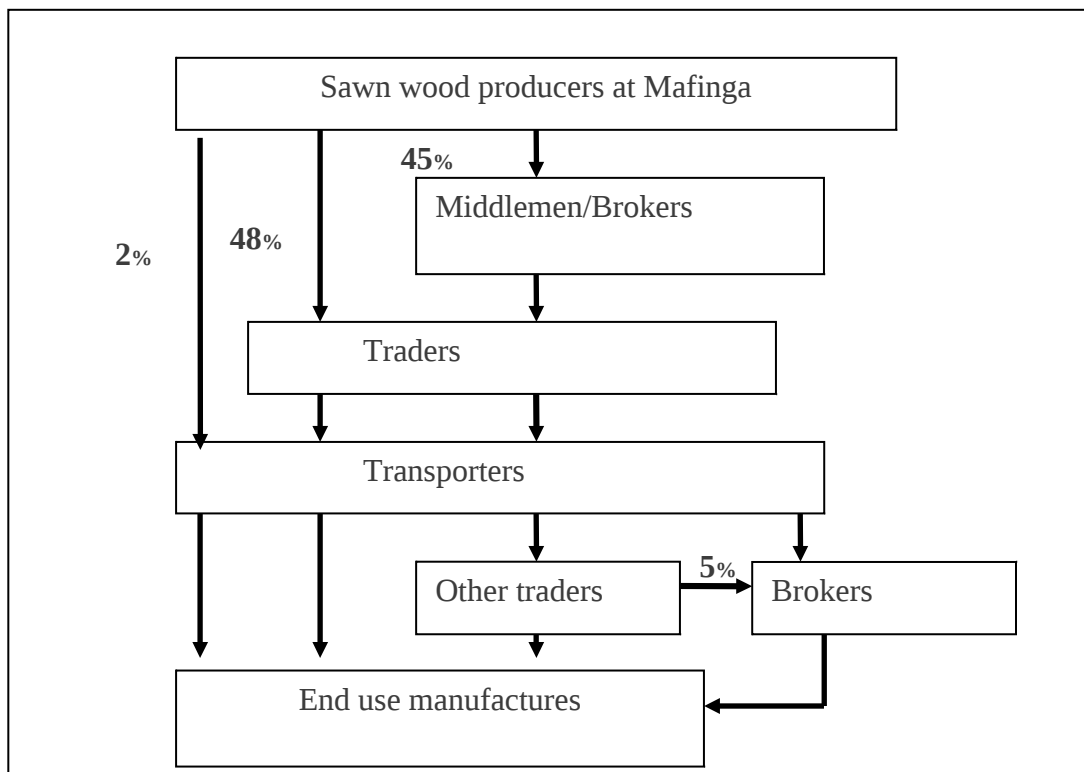 Sawn wood producers at Mafinga
45%
Middlemen/Brokers
2%
48%
Traders
Transporters
5%
Other traders
Brokers
End use manufactures